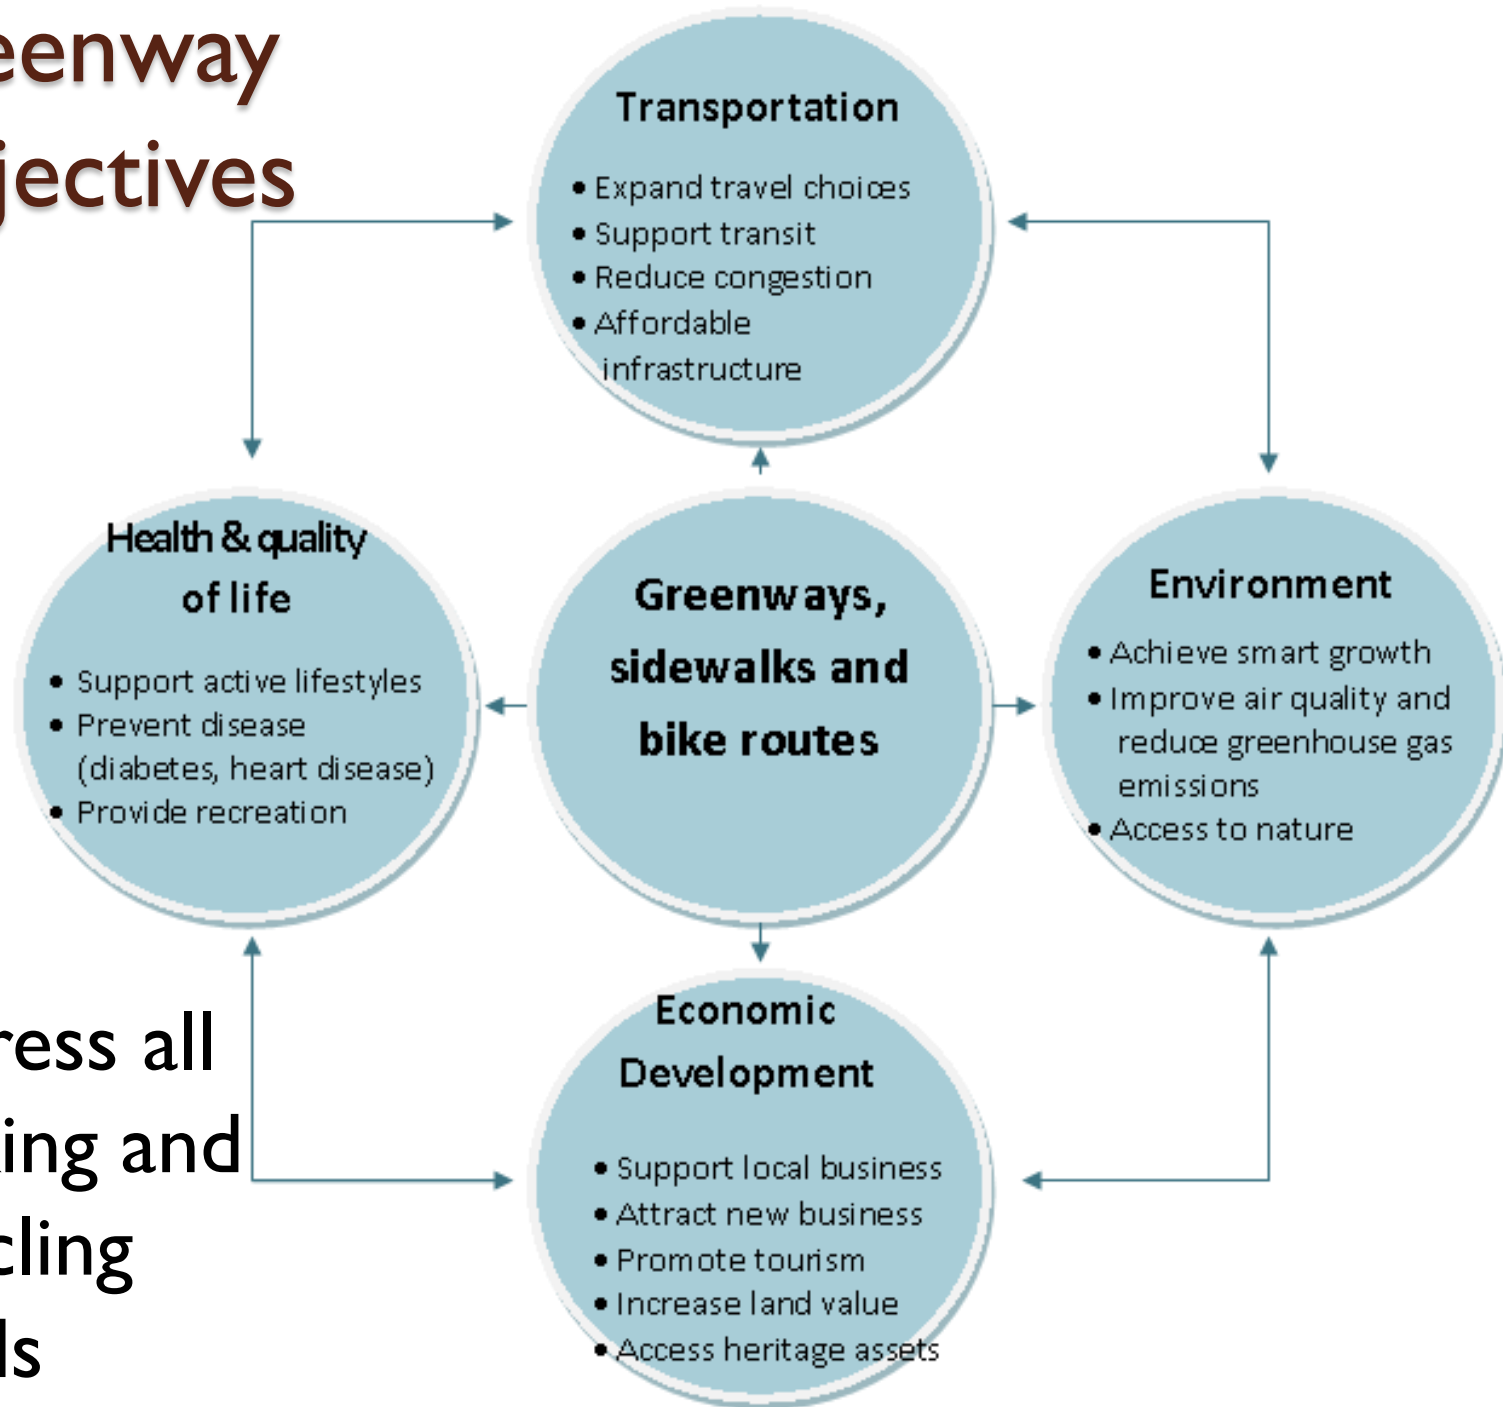 eenway
jectives
Transportation
• Expand travel choices
• Support transit
• Reduce congestion
• Affordable
infrastructure
Health & quality
of life
• Support active lifestyles
• Prevent disease
(diabetes, heart disease)
• Provide recreation
Greenways,
sidewalks and
bike routes
Environment
• Achieve smart growth
• Improve air quality and
reduce greenhouse gas
emissions
• Access to nature
ress all
king and
cling
ds
Economic
Development
• Support local business
• Attract new business
• Promote tourism
• Increase land value
• Access heritage assets